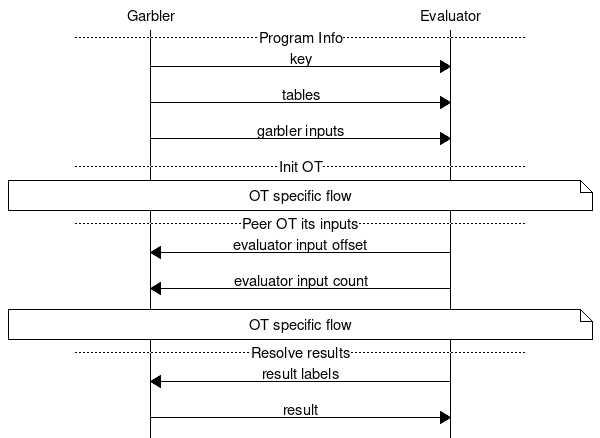 Garbler Evaluator
Program Info
key
tables
garbler inputs
Init OT
OT specific flow
Peer OT its inputs
evaluator input offset
evaluator input count
OT specific flow
Resolve results
result labels
result